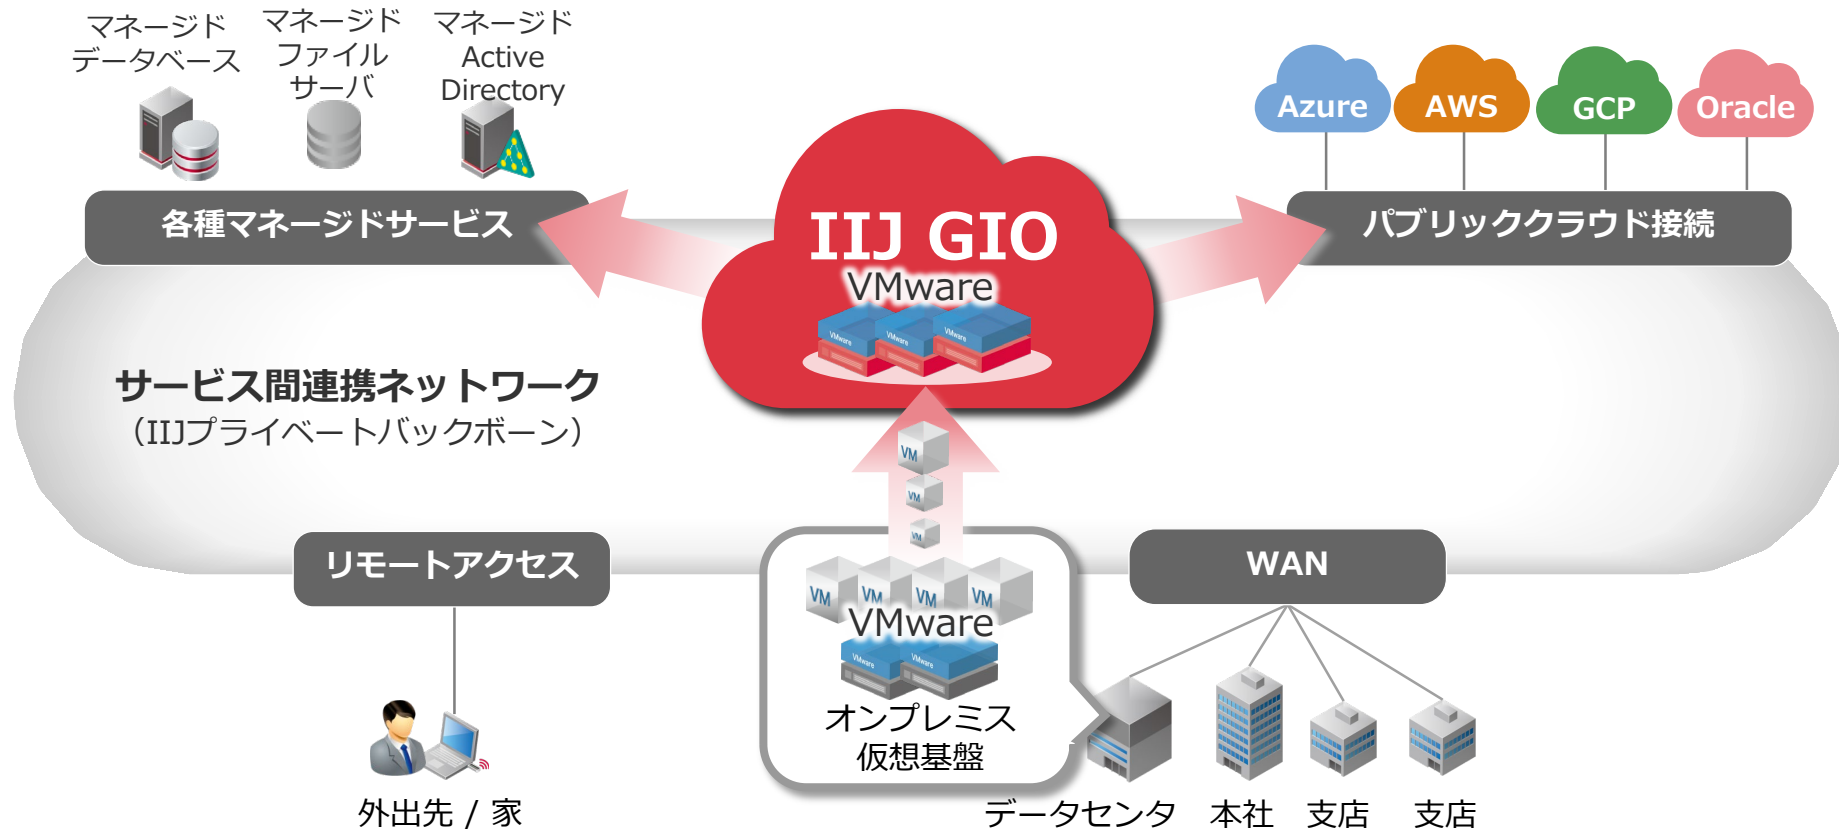 マネージド
データベース
マネージド
ファイル
サーバ
マネージド
Active
Directory
Azure
AWS
GCP
Oracle
各種マネージドサービス
IIJ GIO
VMware
VMware
VMware
VMware
パブリッククラウド接続
サービス間連携ネットワーク
（IIJプライベートバックボーン）
VM
VM
VM
リモートアクセス
WAN
VM
VM
VM
VM
VMware
VMware
VMware
オンプレミス
仮想基盤
外出先 / 家
データセンタ
本社
支店
支店